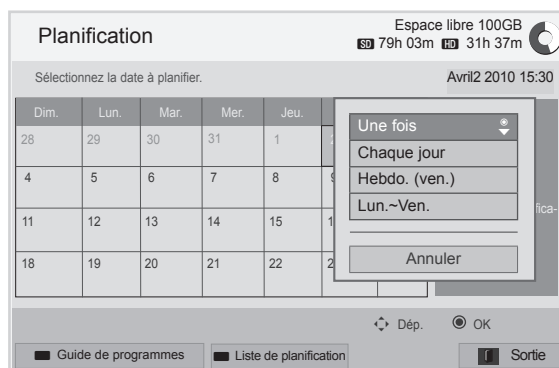 Planification
Espace libre 100GB
SD 79h 03m HD 31h 37m
Sélectionnez la date à planifier.
Avril2 2010 15:30
Dim. Lun. Mar. Mer. Jeu.
28 29 30 31 1
4 5 6 7 8
11 12 13 14 15
18 19 20 21 22
Une fois
Chaque jour
Hebdo. (ven.)
Lun.~Ven.
Annuler
Dép. OK
Guide de programmes Liste de planification Sortie